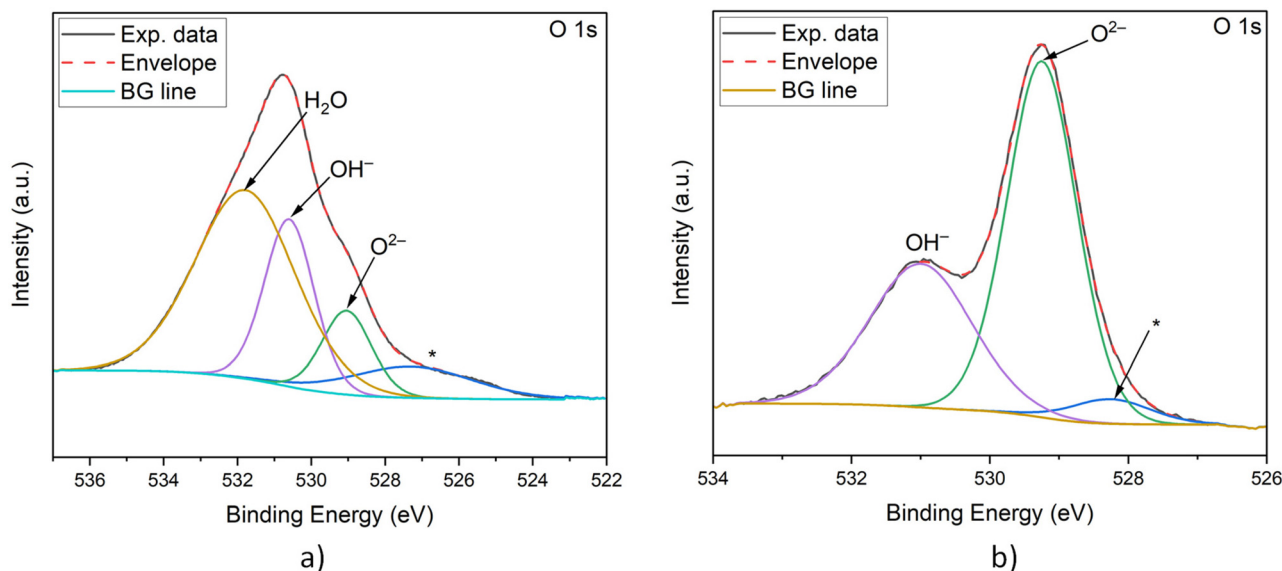 O 1s
Exp. data
Envelope
BG line
H₂O
OH⁻
O²⁻
*
Intensity (a.u.)
536 534 532 530 528 526 524 522
Binding Energy (eV)
a)
O 1s
Exp. data
Envelope
BG line
O²⁻
OH⁻
*
Intensity (a.u.)
534 532 530 528 526
Binding Energy (eV)
b)